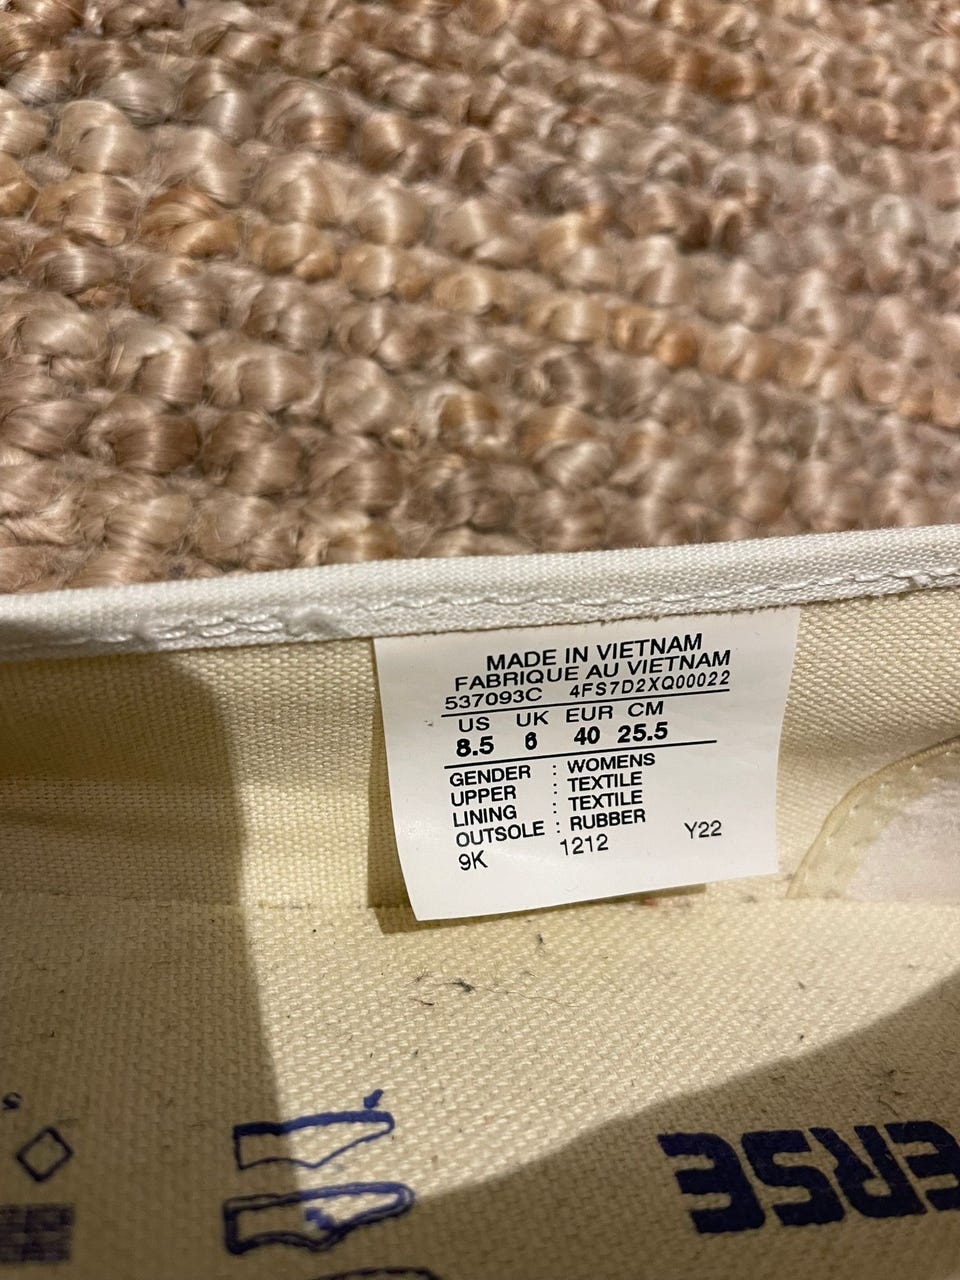 MADE IN VIETNAM
FABRIQUE AU VIETNAM
537093C 4FS7D2XQ00022
US UK EUR CM
8.5 6 40 25.5
GENDER : WOMENS
UPPER : TEXTILE
LINING : TEXTILE
OUTSOLE : RUBBER
9K 1212 Y22
ERSE